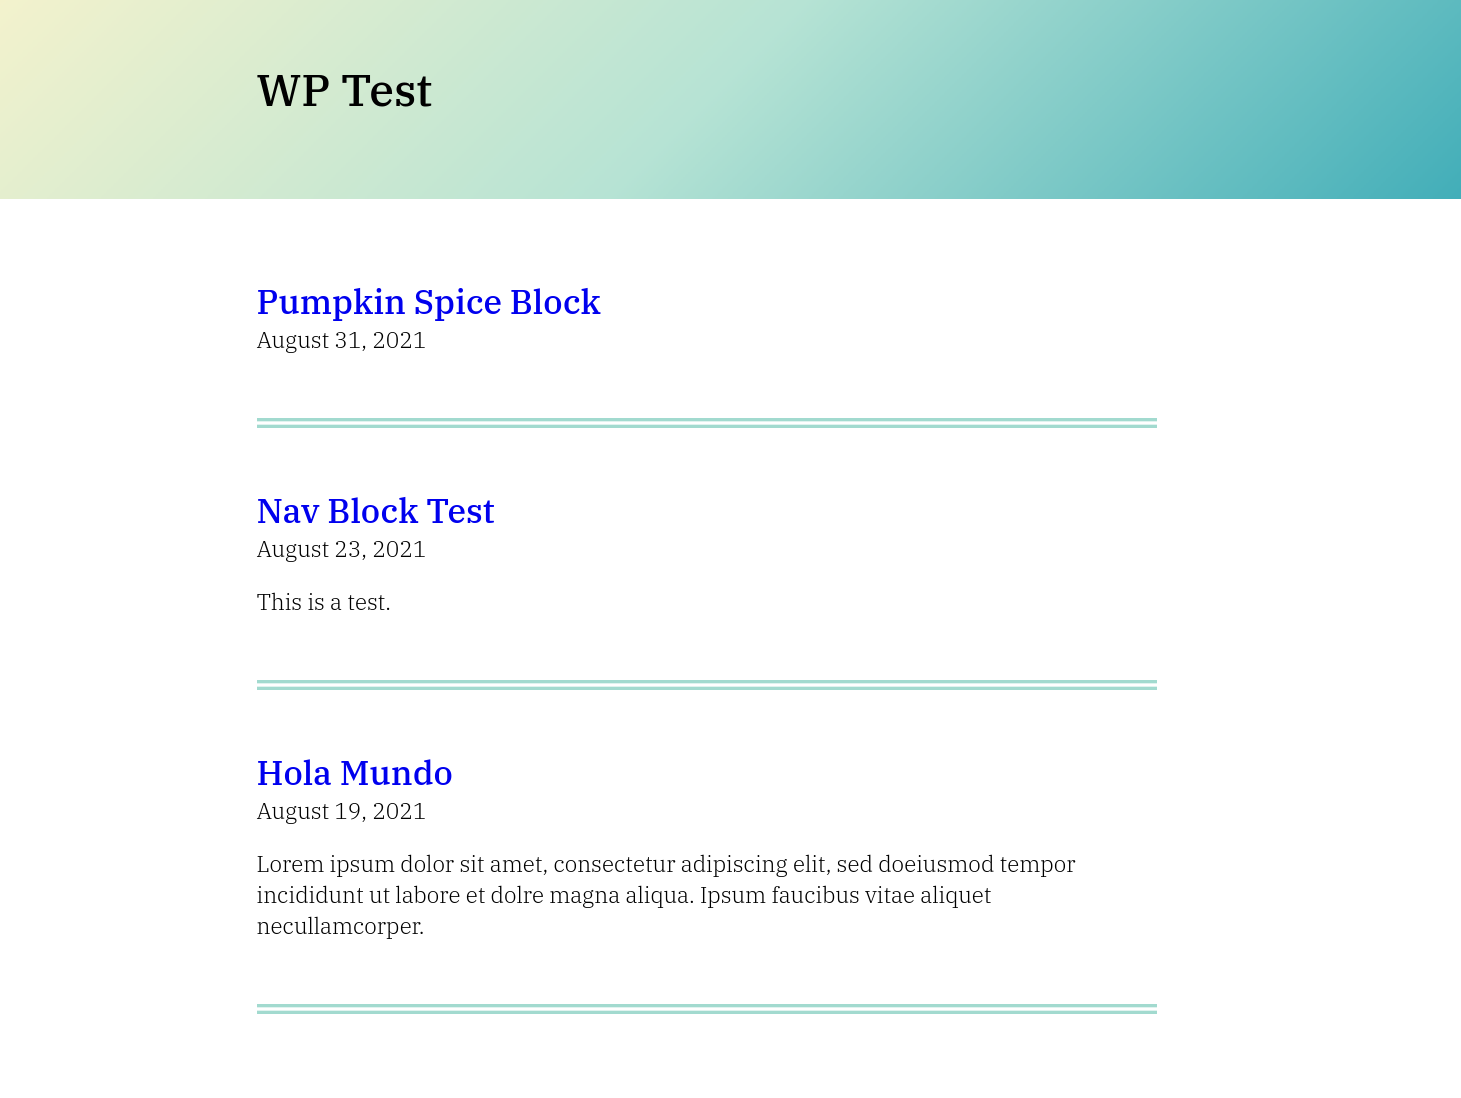 WP Test
Pumpkin Spice Block
August 31, 2021
Nav Block Test
August 23, 2021
This is a test.
Hola Mundo
August 19, 2021
Lorem ipsum dolor sit amet, consectetur adipiscing elit, sed doeiusmod tempor
incididunt ut labore et dolre magna aliqua. Ipsum faucibus vitae aliquet
necullamcorper.